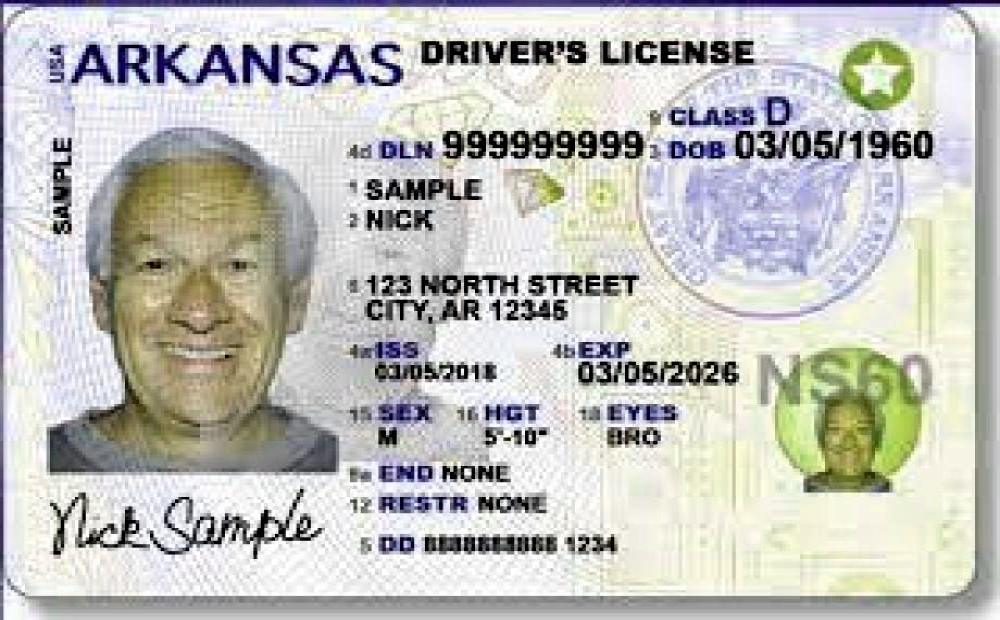 USA ARKANSAS DRIVER'S LICENSE
SAMPLE
9 CLASS D
4d DLN 999999999 3 DOB 03/05/1960
1 SAMPLE
2 NICK
8 123 NORTH STREET
CITY, AR 12345
4a ISS 4b EXP
03/05/2018 03/05/2026
NS60
15 SEX 16 HGT 18 EYES
M 5'-10" BRO
9a END NONE
12 RESTR NONE
Nick Sample
5 DD 8888888888 1234